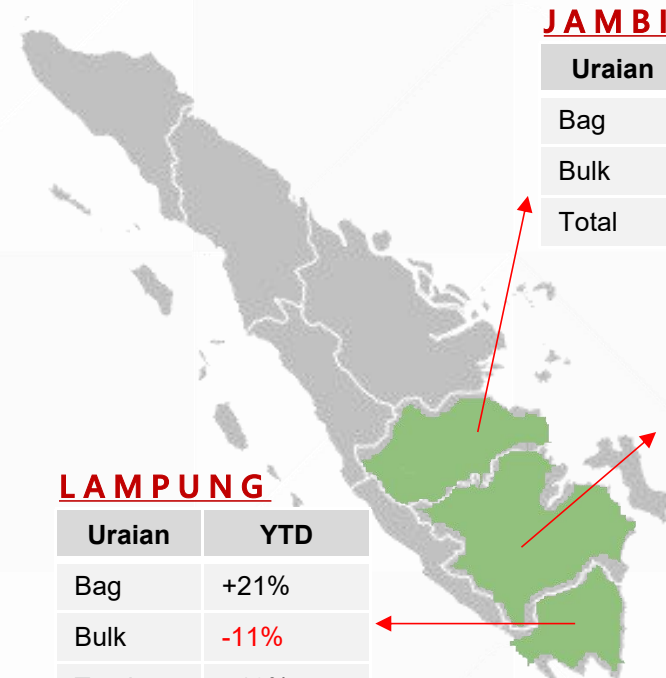 JAMBI
Uraian
Bag
Bulk
Total
LAMPUNG
Uraian YTD
Bag +21%
Bulk -11%